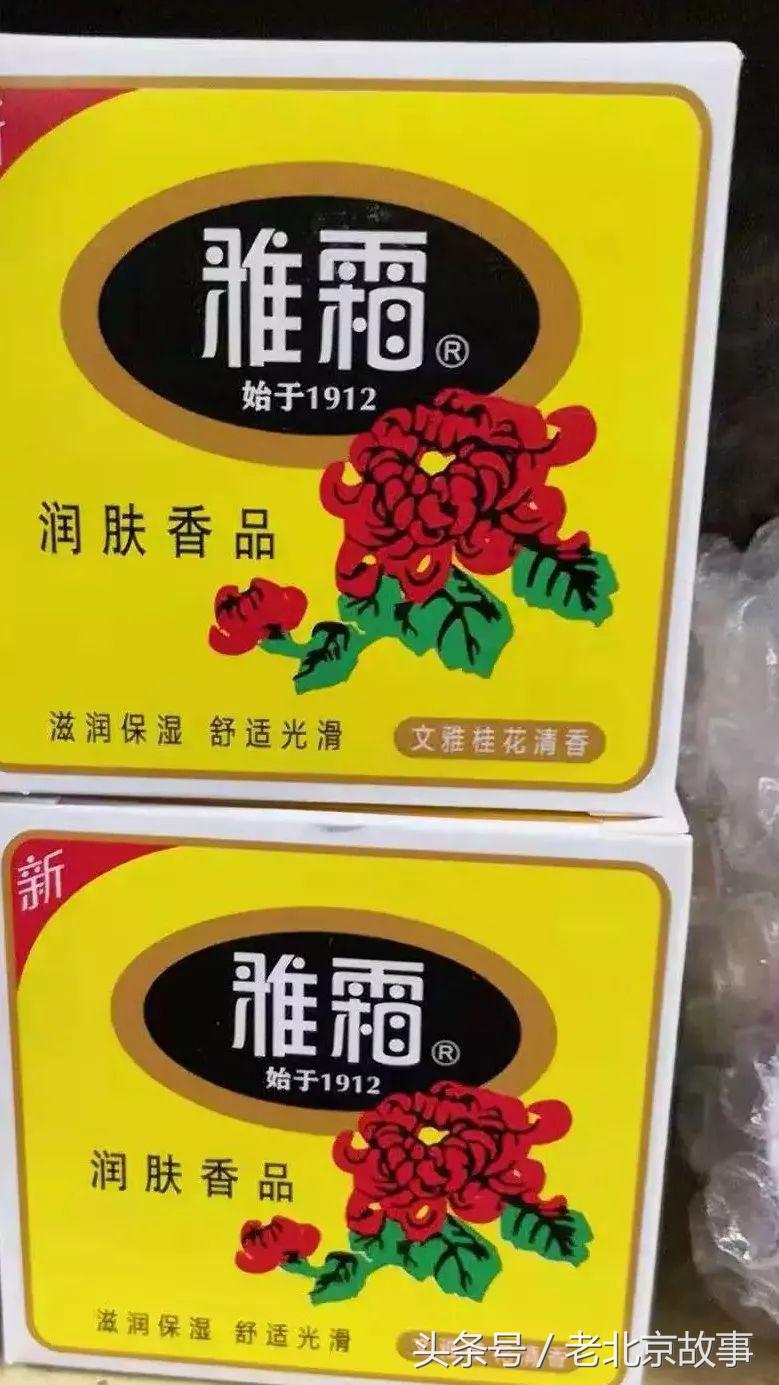 新
雅霜®
始于1912
润肤香品
滋润保湿 舒适光滑
文雅桂花清香
新
雅霜®
始于1912
润肤香品
滋润保湿 舒适光滑
头条号 / 老北京故事